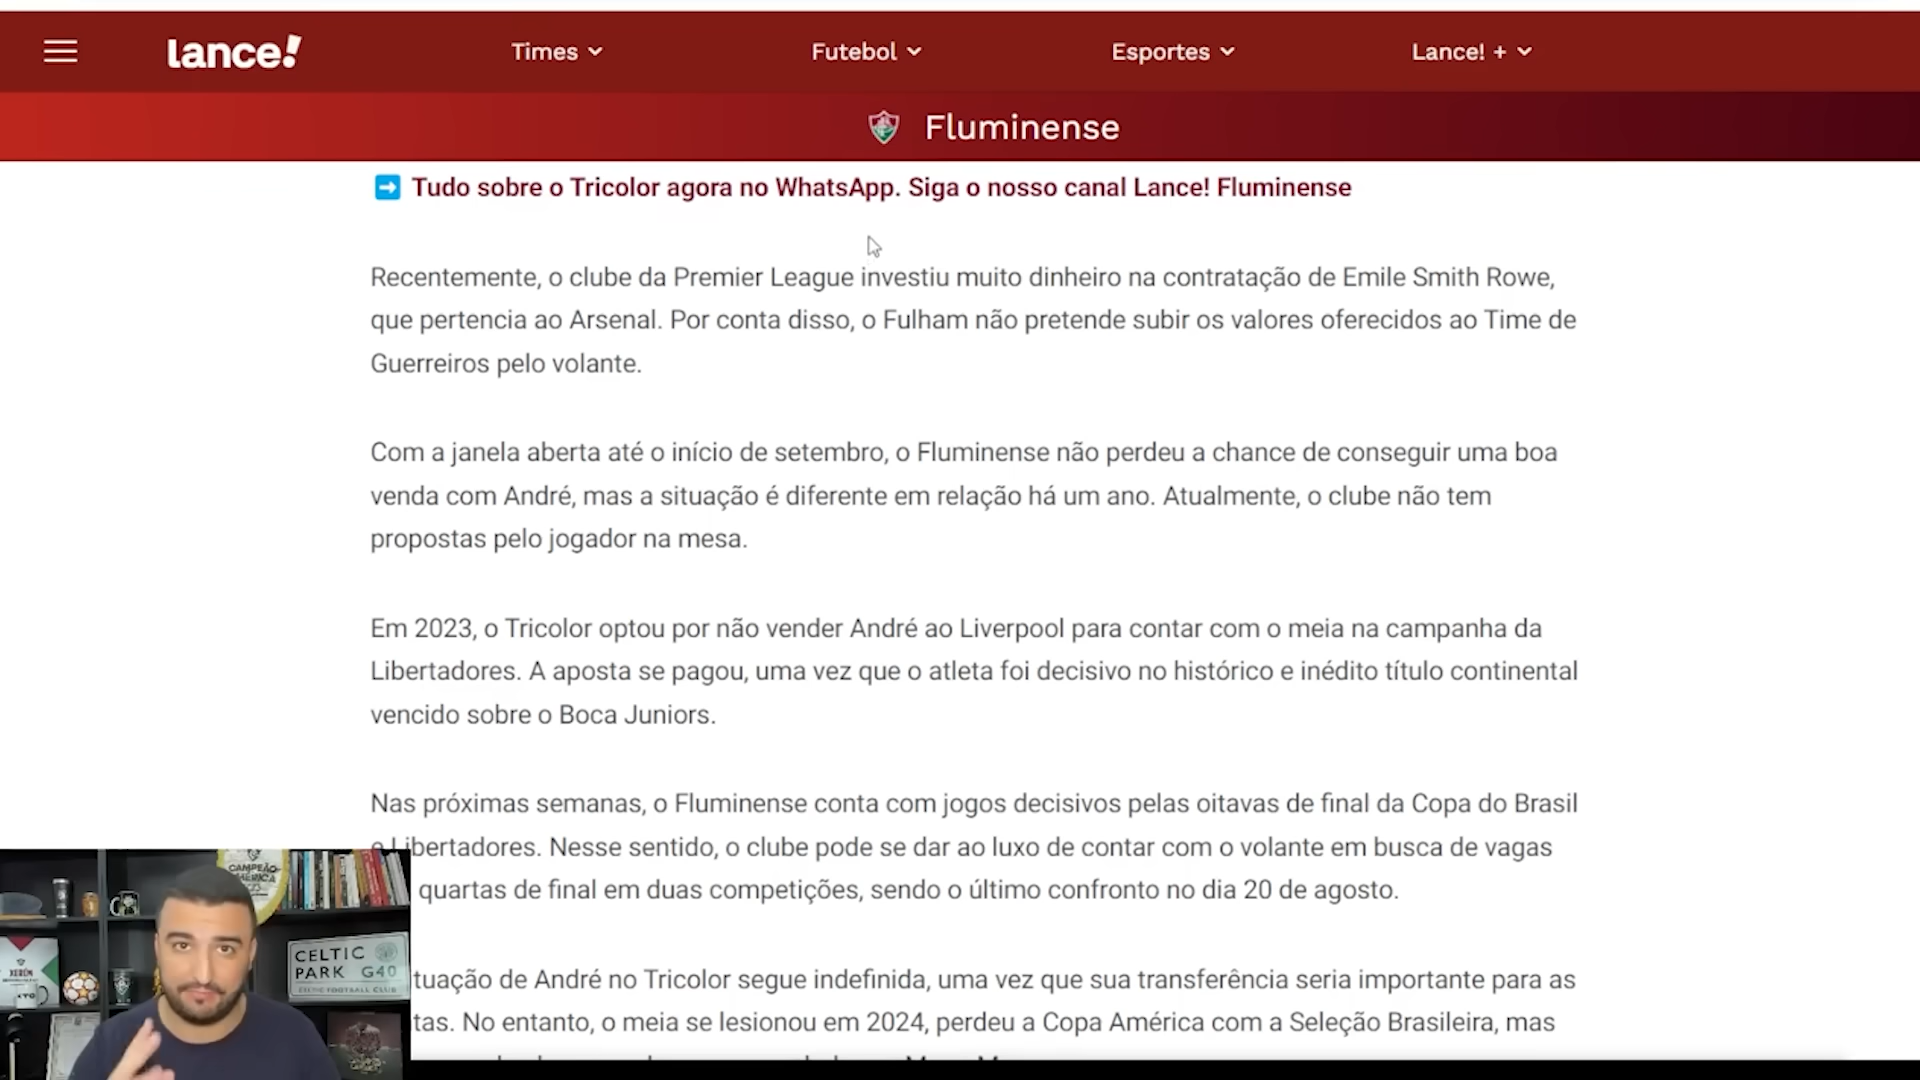 lance!
Times
Futebol
Esportes
Lance! +
Fluminense
Tudo sobre o Tricolor agora no WhatsApp. Siga o nosso canal Lance! Fluminense
Recentemente, o clube da Premier League investiu muito dinheiro na contratação de Emile Smith Rowe,
que pertencia ao Arsenal. Por conta disso, o Fulham não pretende subir os valores oferecidos ao Time de
Guerreiros pelo volante.
Com a janela aberta até o início de setembro, o Fluminense não perdeu a chance de conseguir uma boa
venda com André, mas a situação é diferente em relação há um ano. Atualmente, o clube não tem
propostas pelo jogador na mesa.
Em 2023, o Tricolor optou por não vender André ao Liverpool para contar com o meia na campanha da
Libertadores. A aposta se pagou, uma vez que o atleta foi decisivo no histórico e inédito título continental
vencido sobre o Boca Juniors.
Nas próximas semanas, o Fluminense conta com jogos decisivos pelas oitavas de final da Copa do Brasil
e Libertadores. Nesse sentido, o clube pode se dar ao luxo de contar com o volante em busca de vagas
quartas de final em duas competições, sendo o último confronto no dia 20 de agosto.
tuação de André no Tricolor segue indefinida, uma vez que sua transferência seria importante para as
tas. No entanto, o meia se lesionou em 2024, perdeu a Copa América com a Seleção Brasileira, mas
CAMPEÃO
AMÉRICA
CELTIC
PARK G40
CELTIC FOOTBALL CLUB
XERÉM